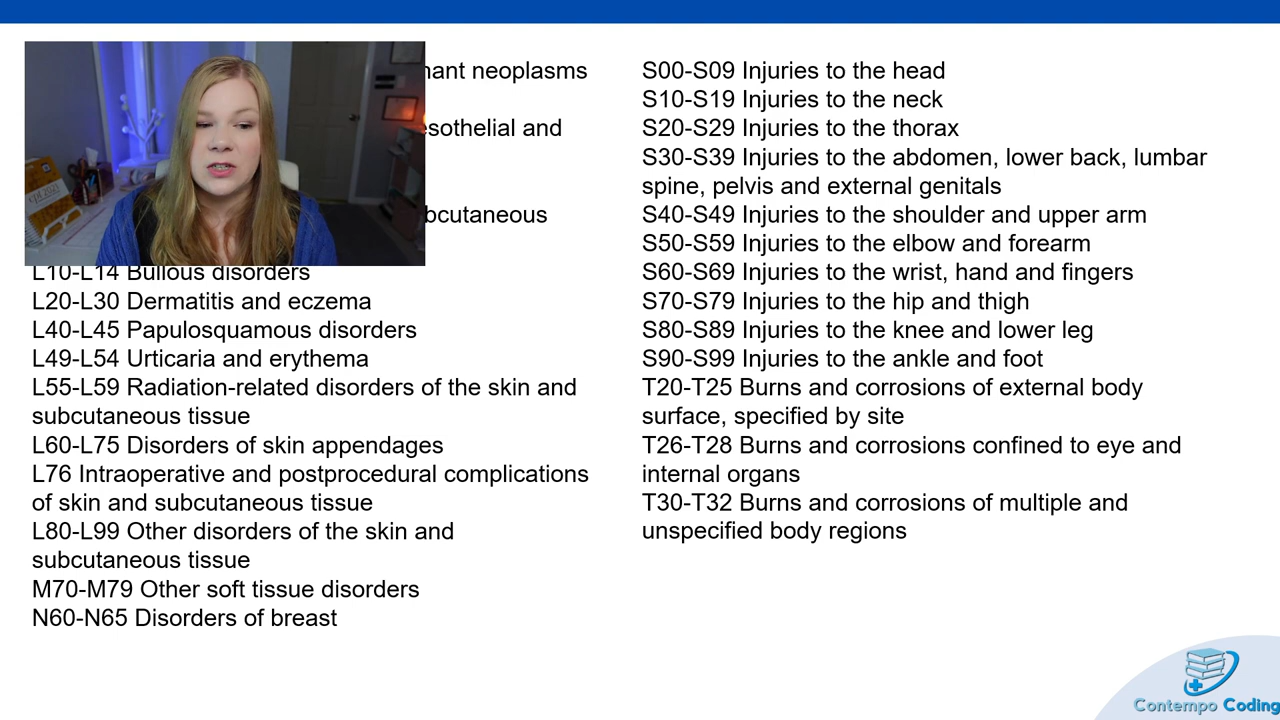 nant neoplasms
esothelial and
bcutaneous
L10-L14 Bullous disorders
L20-L30 Dermatitis and eczema
L40-L45 Papulosquamous disorders
L49-L54 Urticaria and erythema
L55-L59 Radiation-related disorders of the skin and
subcutaneous tissue
L60-L75 Disorders of skin appendages
L76 Intraoperative and postprocedural complications
of skin and subcutaneous tissue
L80-L99 Other disorders of the skin and
subcutaneous tissue
M70-M79 Other soft tissue disorders
N60-N65 Disorders of breast
S00-S09 Injuries to the head
S10-S19 Injuries to the neck
S20-S29 Injuries to the thorax
S30-S39 Injuries to the abdomen, lower back, lumbar
spine, pelvis and external genitals
S40-S49 Injuries to the shoulder and upper arm
S50-S59 Injuries to the elbow and forearm
S60-S69 Injuries to the wrist, hand and fingers
S70-S79 Injuries to the hip and thigh
S80-S89 Injuries to the knee and lower leg
S90-S99 Injuries to the ankle and foot
T20-T25 Burns and corrosions of external body
surface, specified by site
T26-T28 Burns and corrosions confined to eye and
internal organs
T30-T32 Burns and corrosions of multiple and
unspecified body regions
Contempo Coding